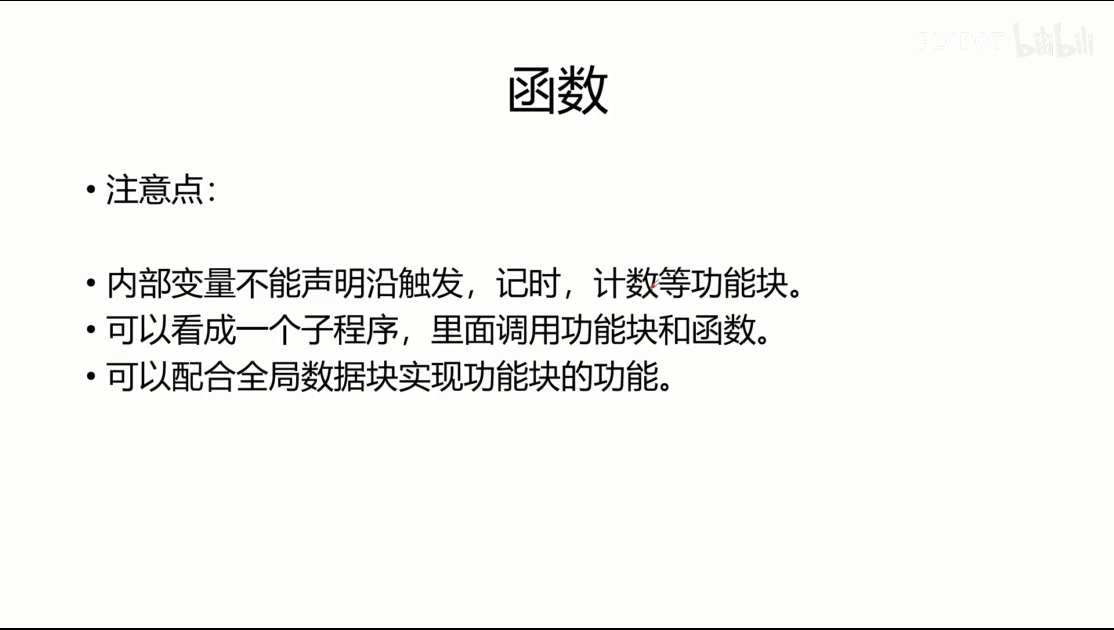 bilibili
函数
• 注意点：
• 内部变量不能声明沿触发，记时，计数等功能块。
• 可以看成一个子程序，里面调用功能块和函数。
• 可以配合全局数据块实现功能块的功能。